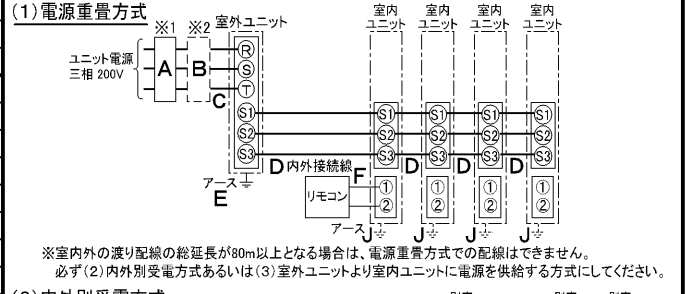 (1)電源重畳方式
※1 ※2 室外ユニット
室内ユニット 室内ユニット 室内ユニット 室内ユニット
ユニット電源
三相 200V
A B C
R
S
T
S1 S1 S1 S1 S1
S2 S2 S2 S2 S2
S3 S3 S3 S3 S3
D 内外接続線 D D D
F
リモコン
① ① ① ①
② ② ② ②
アース
E
アース J J J J
※室内外の渡り配線の総延長が80m以上となる場合は、電源重畳方式での配線はできません。
必ず(2)内外別受電方式あるいは(3)室外ユニットより室内ユニットに電源を供給する方式にしてください。